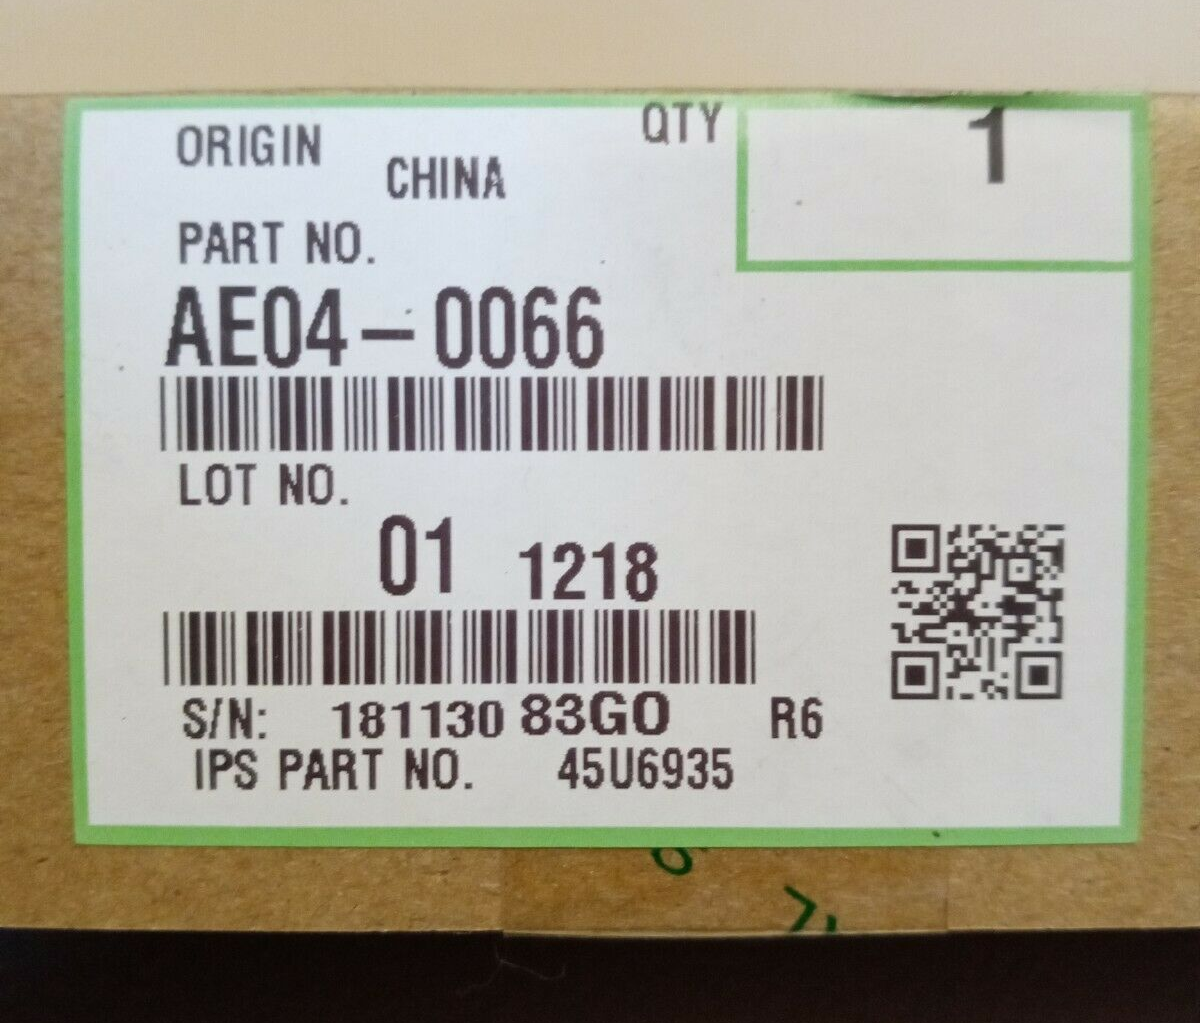 ORIGIN
CHINA
QTY 1
PART NO.
AE04-0066
LOT NO.
01 1218
S/N: 181130 83GO R6
IPS PART NO. 45U6935